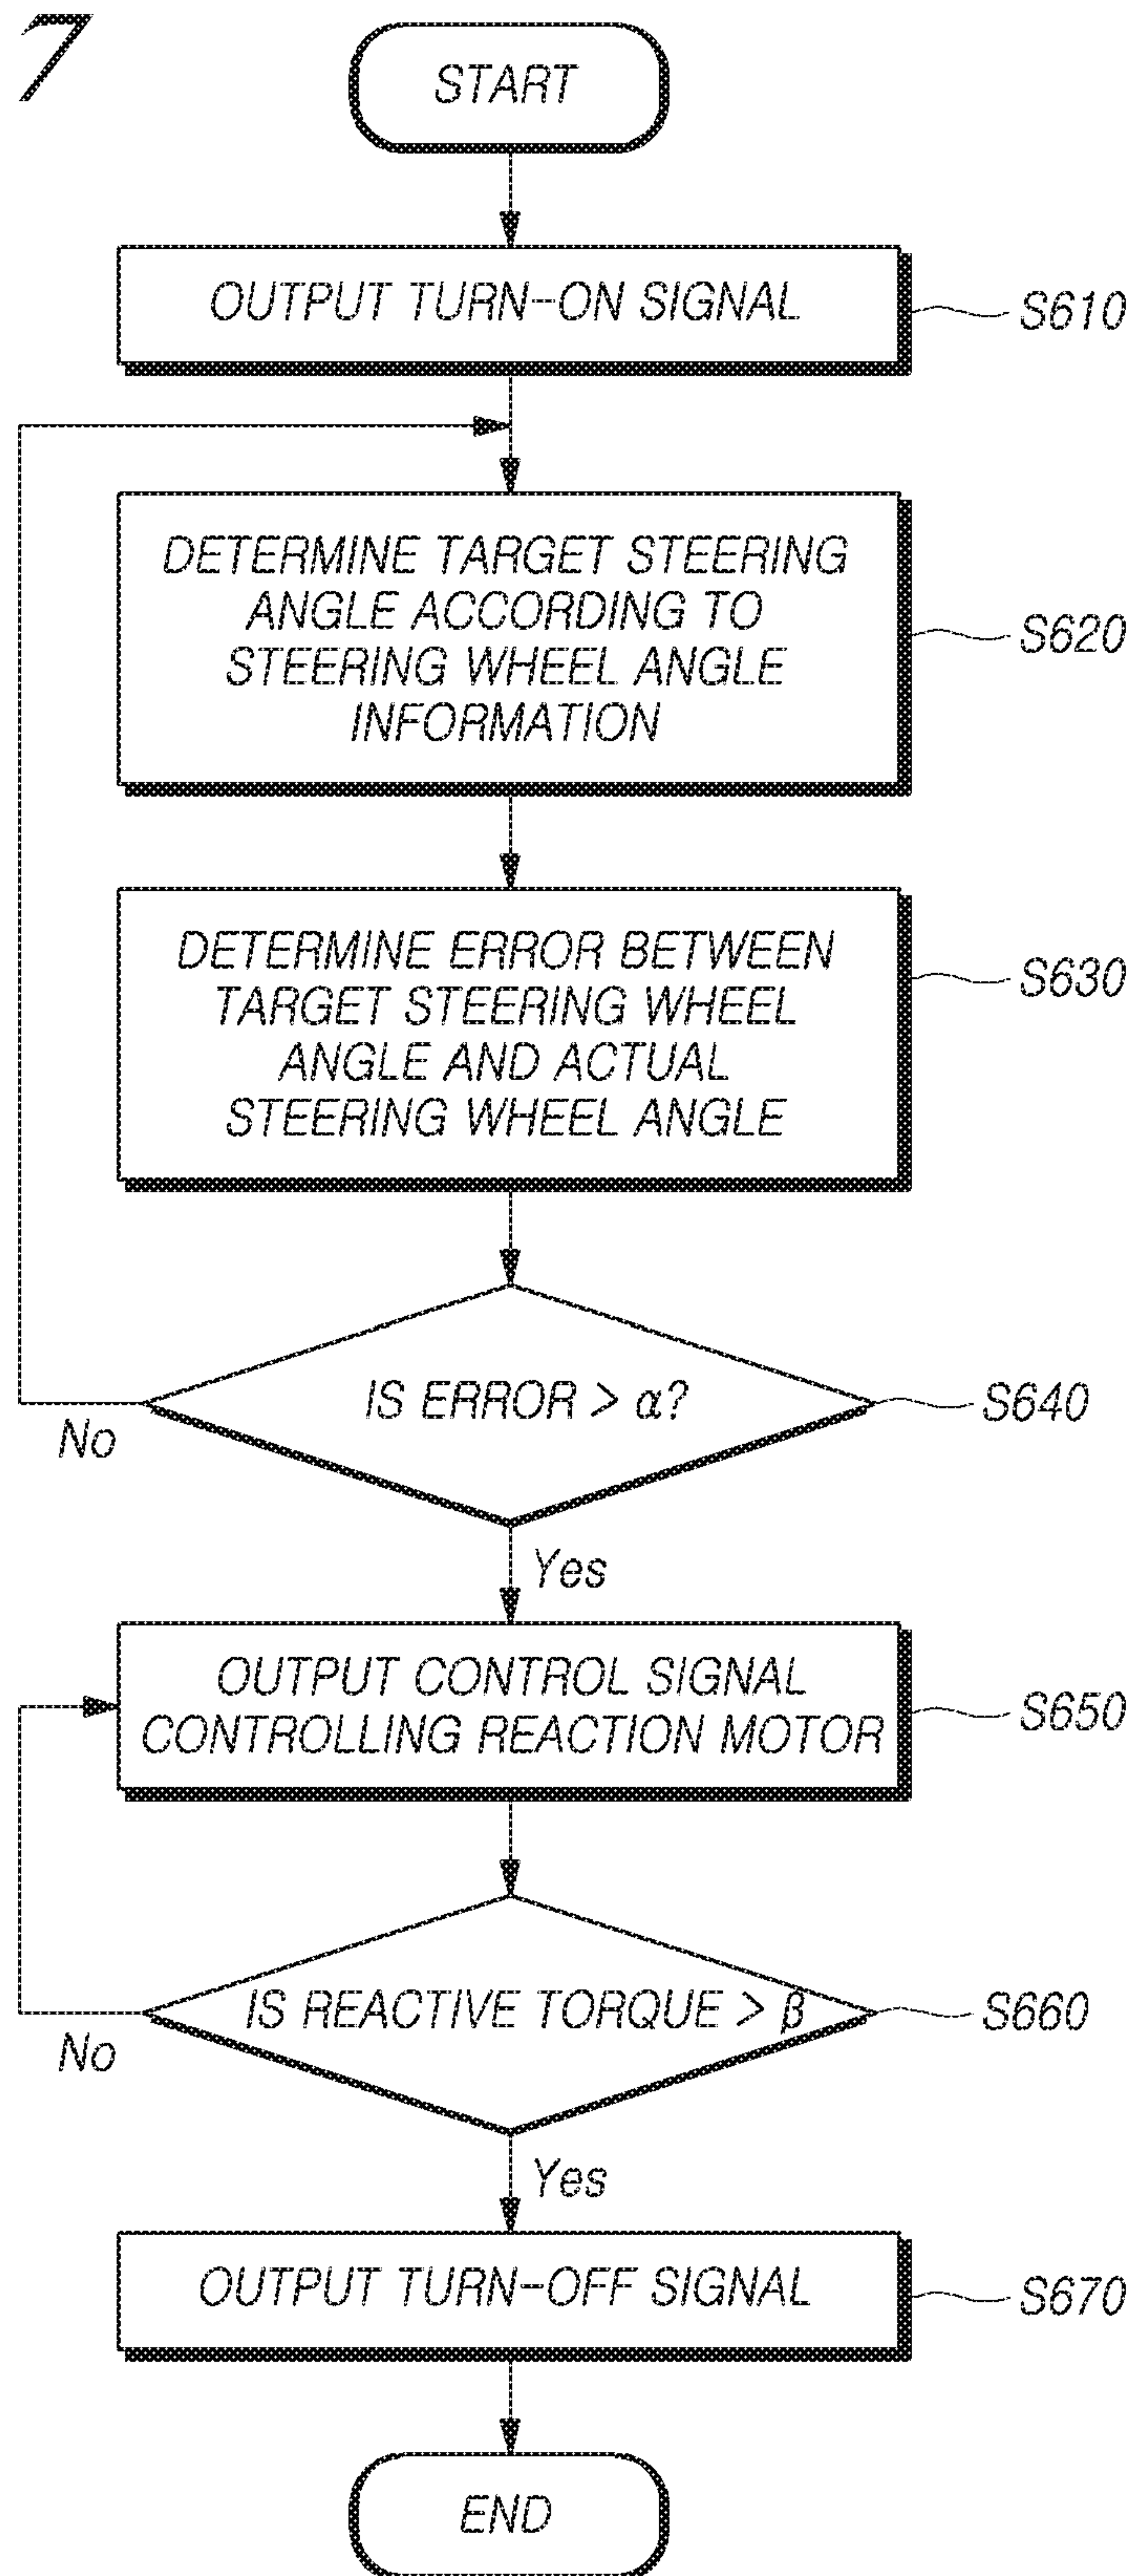 7
START
OUTPUT TURN-ON SIGNAL
S610
DETERMINE TARGET STEERING
ANGLE ACCORDING TO
STEERING WHEEL ANGLE
INFORMATION
S620
DETERMINE ERROR BETWEEN
TARGET STEERING WHEEL
ANGLE AND ACTUAL
STEERING WHEEL ANGLE
S630
IS ERROR > α?
S640
No
Yes
OUTPUT CONTROL SIGNAL
CONTROLLING REACTION MOTOR
S650
IS REACTIVE TORQUE > β
S660
No
Yes
OUTPUT TURN-OFF SIGNAL
S670
END